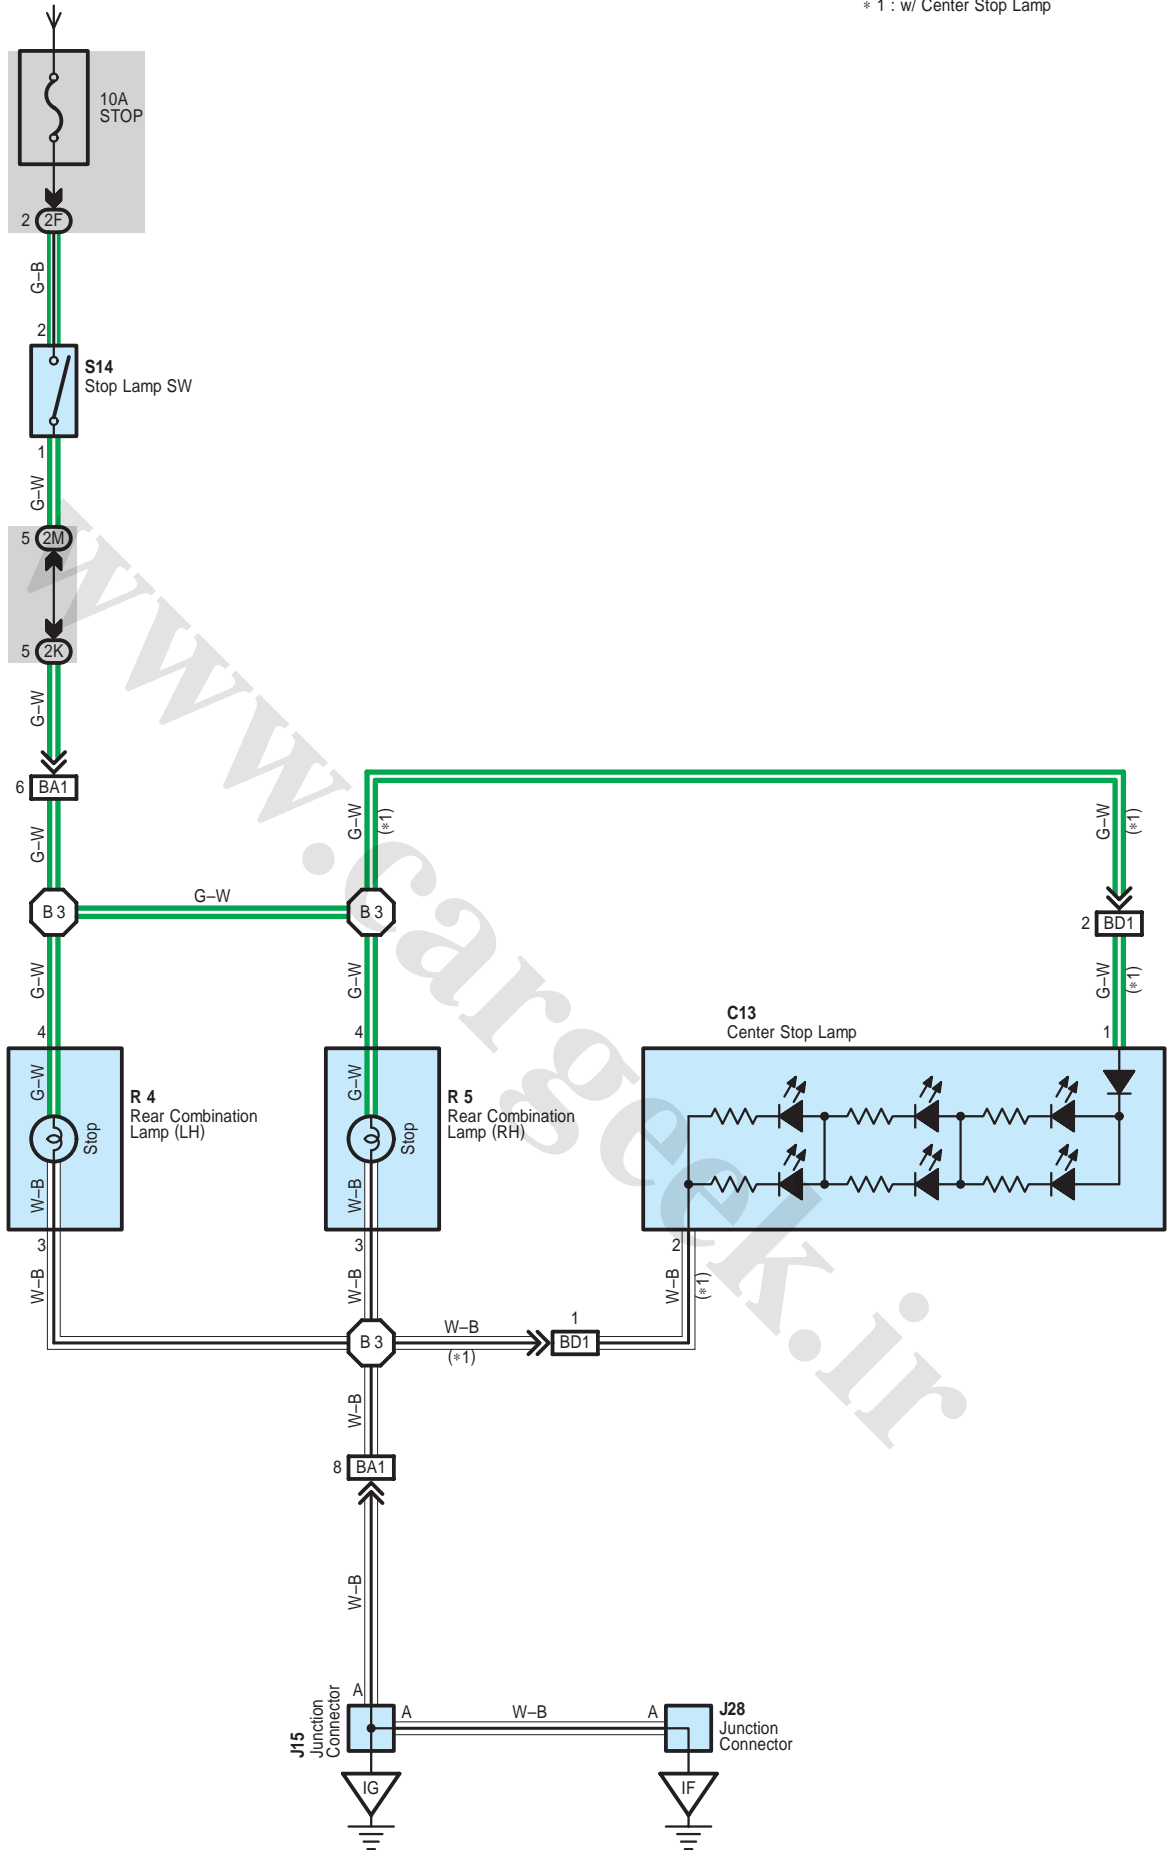 * 1 : w/ Center Stop Lamp
10A
STOP
2 2F
G–B
2
S14
Stop Lamp SW
1
G–W
5 2M
5 2K
G–W
6 BA1
G–W
G–W
(*1)
G–W
(*1)
B 3
G–W
B 3
2 BD1
G–W
G–W
G–W
(*1)
C13
Center Stop Lamp
4
4
1
G–W
Stop
W–B
R 4
Rear Combination
Lamp (LH)
G–W
Stop
W–B
R 5
Rear Combination
Lamp (RH)
3
3
2
W–B
W–B
W–B
(*1)
B 3
W–B
(*1)
1
BD1
W–B
8 BA1
W–B
A
J15
Junction
Connector
A
W–B
A
J28
Junction
Connector
IG
IF
www.cargeek.ir